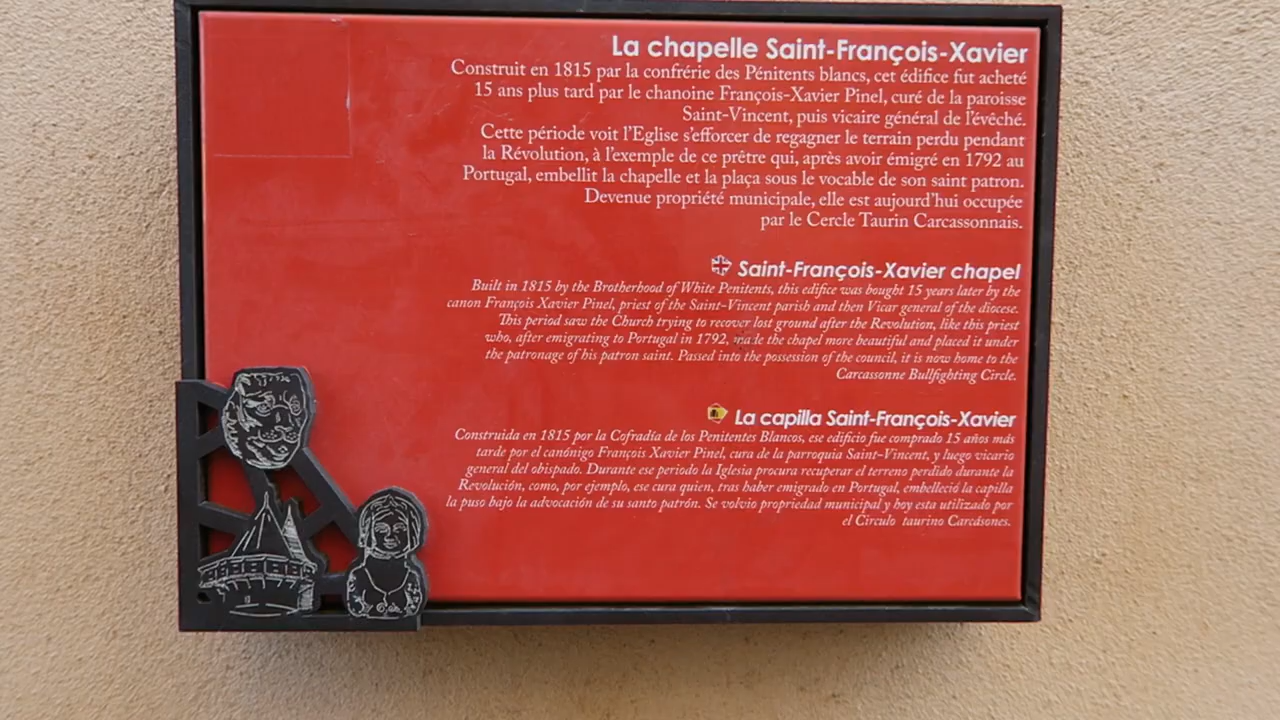 La chapelle Saint-François-Xavier
Construit en 1815 par la confrérie des Pénitents blancs, cet édifice fut acheté
15 ans plus tard par le chanoine François-Xavier Pinel, curé de la paroisse
Saint-Vincent, puis vicaire général de l'évêché.
Cette période voit l'Eglise s'efforcer de regagner le terrain perdu pendant
la Révolution, à l'exemple de ce prêtre qui, après avoir émigré en 1792 au
Portugal, embellit la chapelle et la plaça sous le vocable de son saint patron.
Devenue propriété municipale, elle est aujourd'hui occupée
par le Cercle Taurin Carcassonnais.
Saint-François-Xavier chapel
Built in 1815 by the Brotherhood of White Penitents, this edifice was bought 15 years later by the
canon François Xavier Pinel, priest of the Saint-Vincent parish and then Vicar general of the diocese.
This period saw the Church trying to recover lost ground after the Revolution, like this priest
who, after emigrating to Portugal in 1792, made the chapel more beautiful and placed it under
the patronage of his patron saint. Passed into the possession of the council, it is now home to the
Carcassonne Bullfighting Circle.
La capilla Saint-François-Xavier
Construida en 1815 por la Cofradía de los Penitentes Blancos, ese edificio fue comprado 15 años más
tarde por el canónigo François Xavier Pinel, cura de la parroquia Saint-Vincent, y luego vicario
general del obispado. Durante ese periodo la Iglesia procura recuperar el terreno perdido durante la
Revolución, como, por ejemplo, ese cura quien, tras haber emigrado en Portugal, embelleció la capilla
la puso bajo la advocación de su santo patrón. Se volvio propriedad municipal y hoy esta utilizado por
el Circulo taurino Carcásones.